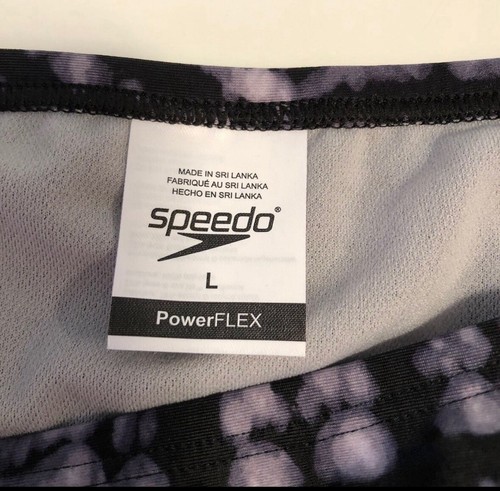 MADE IN SRI LANKA
FABRIQUÉ AU SRI LANKA
HECHO EN SRI LANKA
speedo®
L
PowerFLEX